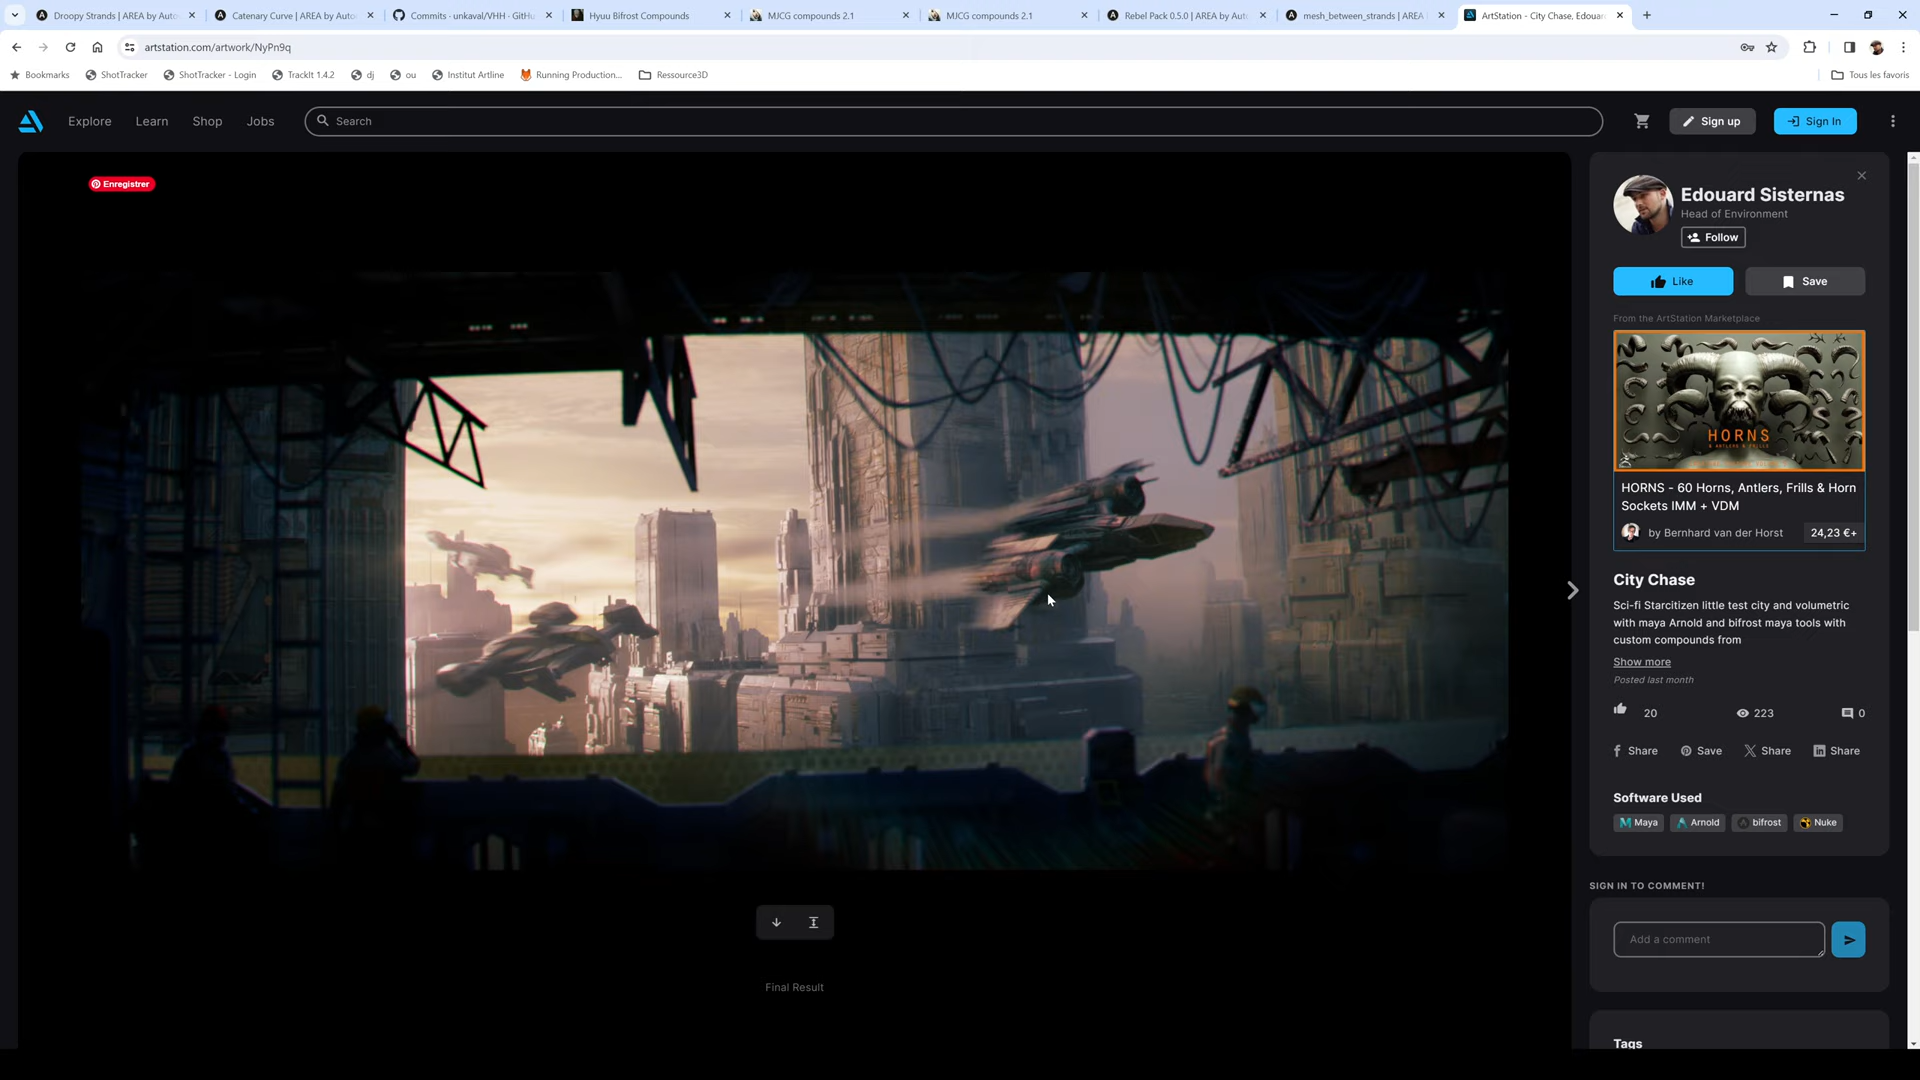 Droopy Strands | AREA by Auto
Catenary Curve | AREA by Auto
Commits · unkaval/VHH · GitHu
Hyuu Bifrost Compounds
MJCG compounds 2.1
MJCG compounds 2.1
Rebel Pack 0.5.0 | AREA by Auto
mesh_between_strands | AREA
ArtStation - City Chase, Edouar
artstation.com/artwork/NyPn9q
Bookmarks
ShotTracker
ShotTracker - Login
TrackIt 1.4.2
dj
ou
Institut Artline
Running Production...
Ressource3D
Tous les favoris
Explore
Learn
Shop
Jobs
Search
Sign up
Sign In
Enregistrer
Edouard Sisternas
Head of Environment
Follow
Like
Save
From the ArtStation Marketplace
HORNS
& ANTLERS & FRILLS
HORNS - 60 Horns, Antlers, Frills & Horn
Sockets IMM + VDM
by Bernhard van der Horst
24,23 €+
City Chase
Sci-fi Starcitizen little test city and volumetric
with maya Arnold and bifrost maya tools with
custom compounds from
Show more
Posted last month
20
223
0
Share
Save
Share
Share
Software Used
Maya
Arnold
bifrost
Nuke
SIGN IN TO COMMENT!
Add a comment
Final Result
Tags